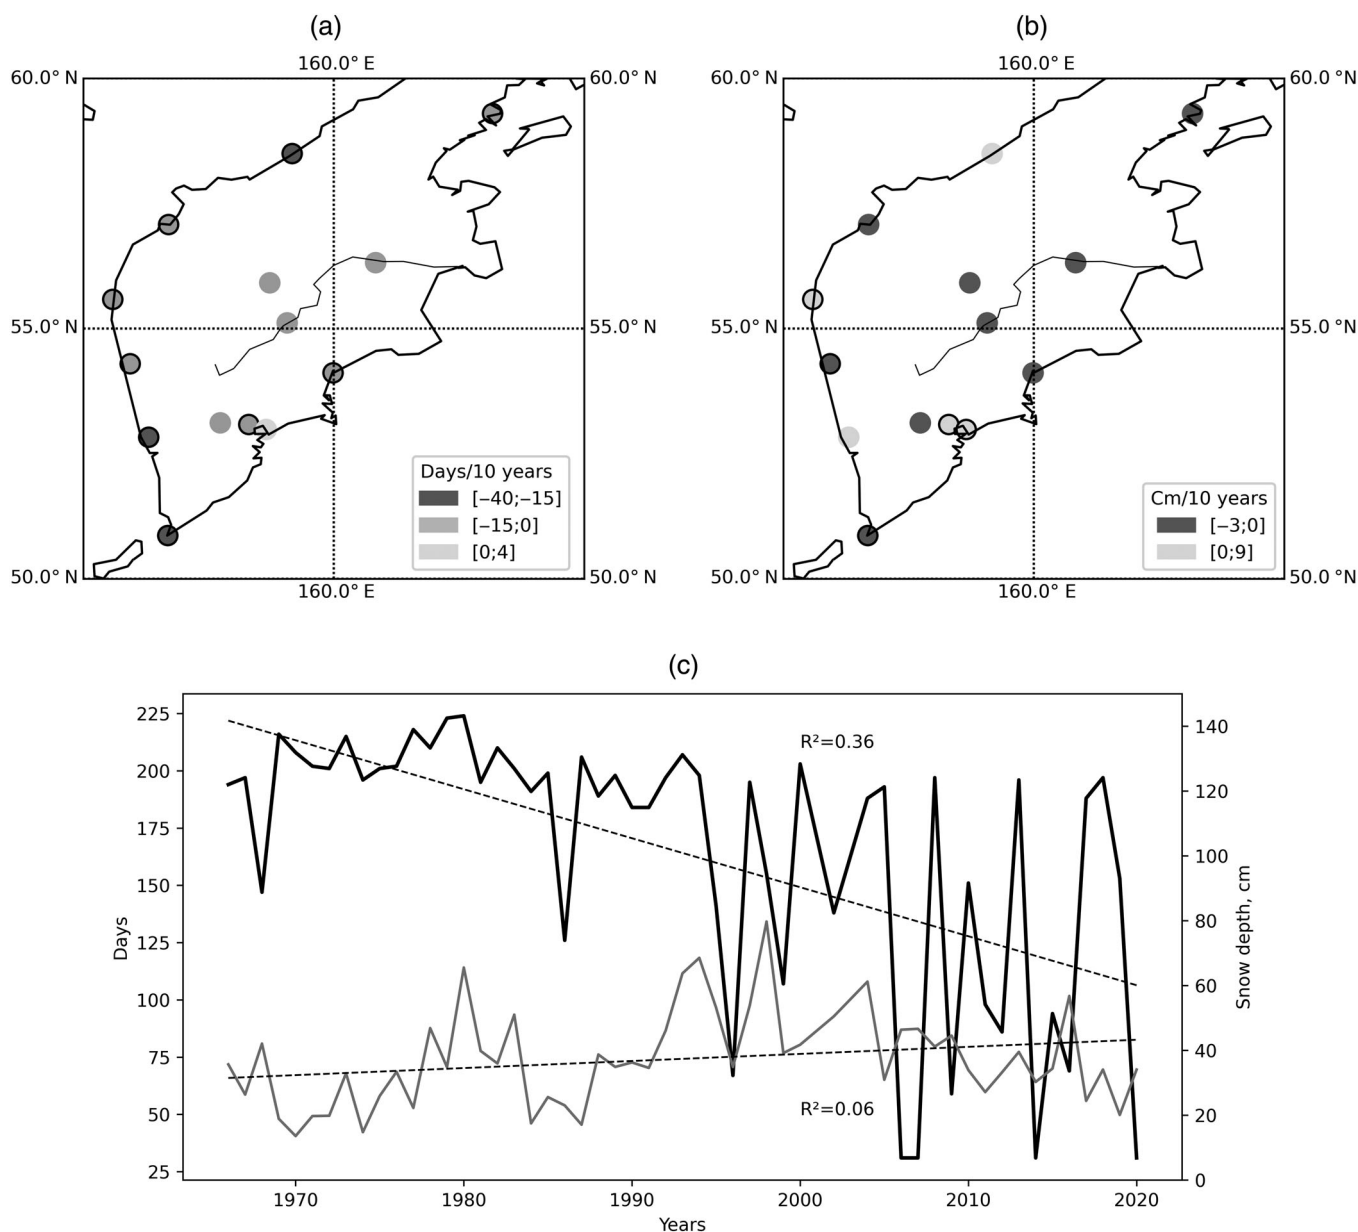 (a)
(b)
160.0° E
160.0° E
60.0° N
60.0° N
60.0° N
60.0° N
55.0° N
55.0° N
55.0° N
50.0° N
50.0° N
50.0° N
50.0° N
160.0° E
160.0° E
Days/10 years
[−40;−15]
[−15;0]
[0;4]
Cm/10 years
[−3;0]
[0;9]
(c)
225
200
175
150
125
100
75
50
25
Days
R²=0.36
R²=0.06
140
120
100
80
60
40
20
0
Snow depth, cm
1970
1980
1990
2000
2010
2020
Years